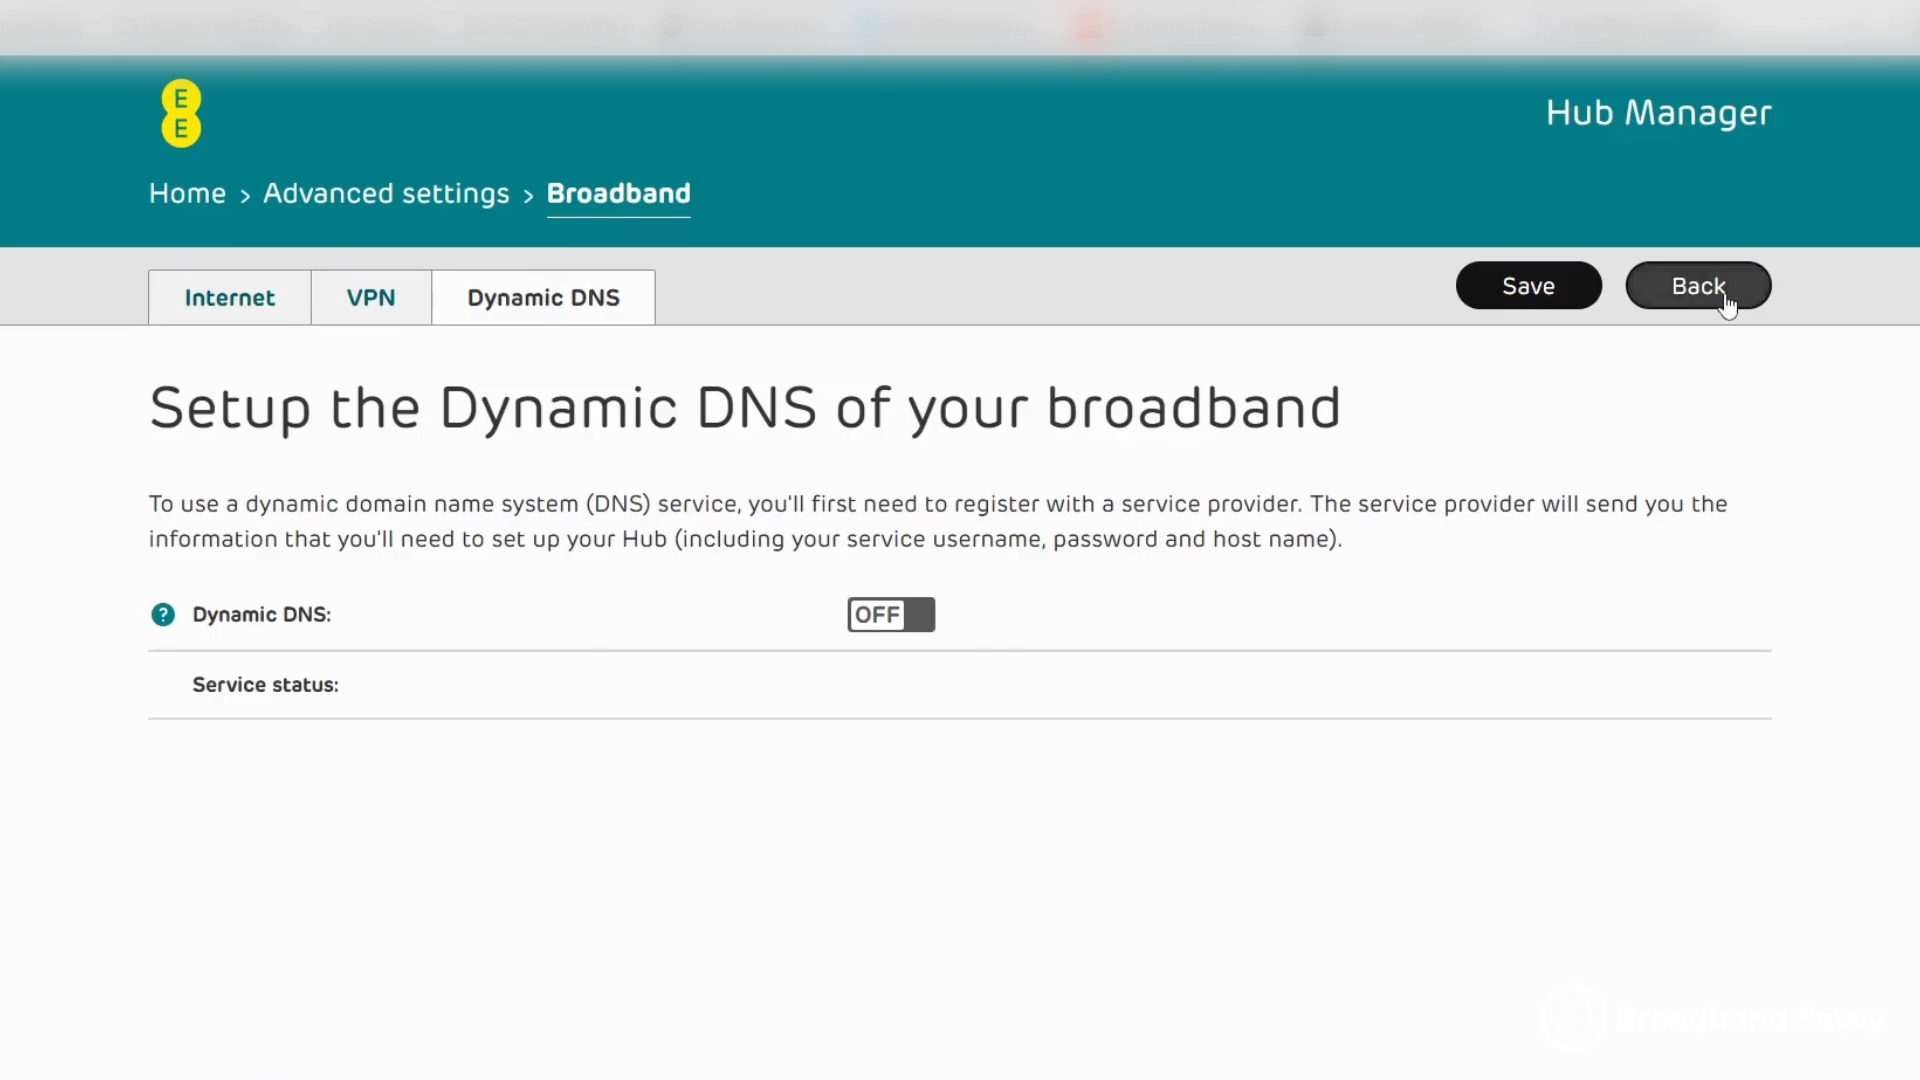 E
E
Hub Manager
Home > Advanced settings > Broadband
Internet VPN Dynamic DNS Save Back
Setup the Dynamic DNS of your broadband
To use a dynamic domain name system (DNS) service, you'll first need to register with a service provider. The service provider will send you the
information that you'll need to set up your Hub (including your service username, password and host name).
? Dynamic DNS: OFF
Service status:
Broadband Savvy